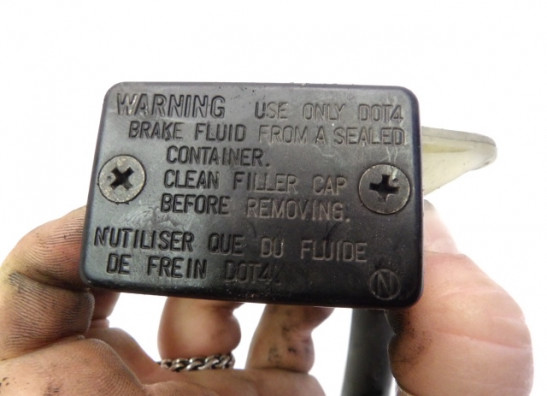 WARNING USE ONLY DOT4
BRAKE FLUID FROM A SEALED
CONTAINER.
CLEAN FILLER CAP
BEFORE REMOVING.
N'UTILISER QUE DU FLUIDE
DE FREIN DOT4.
N